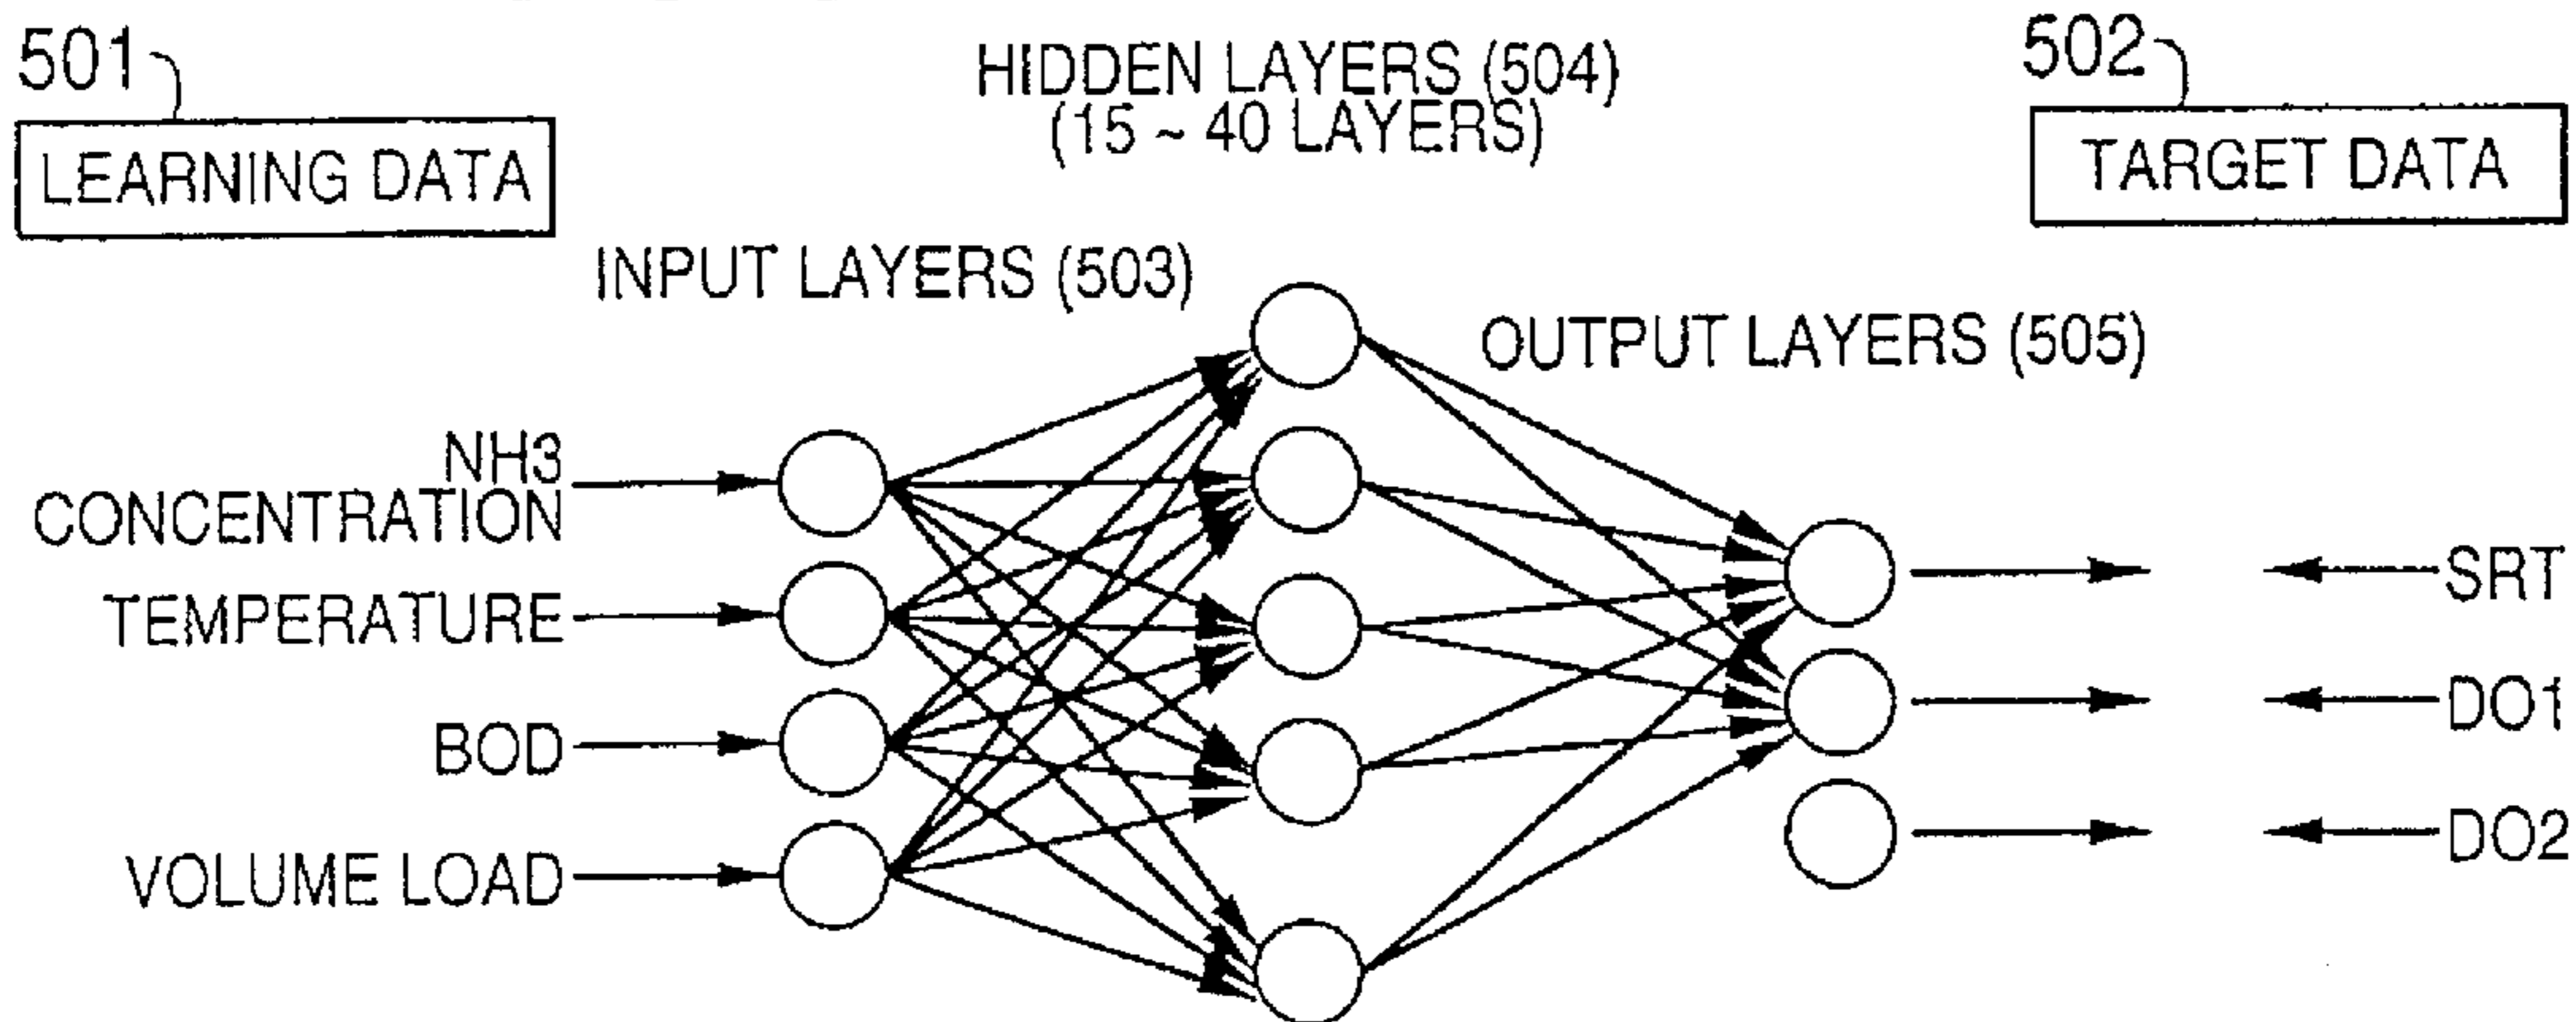 501
LEARNING DATA
HIDDEN LAYERS (504)
(15 ~ 40 LAYERS)
502
TARGET DATA
INPUT LAYERS (503)
OUTPUT LAYERS (505)
NH3
CONCENTRATION
TEMPERATURE
BOD
VOLUME LOAD
SRT
DO1
DO2